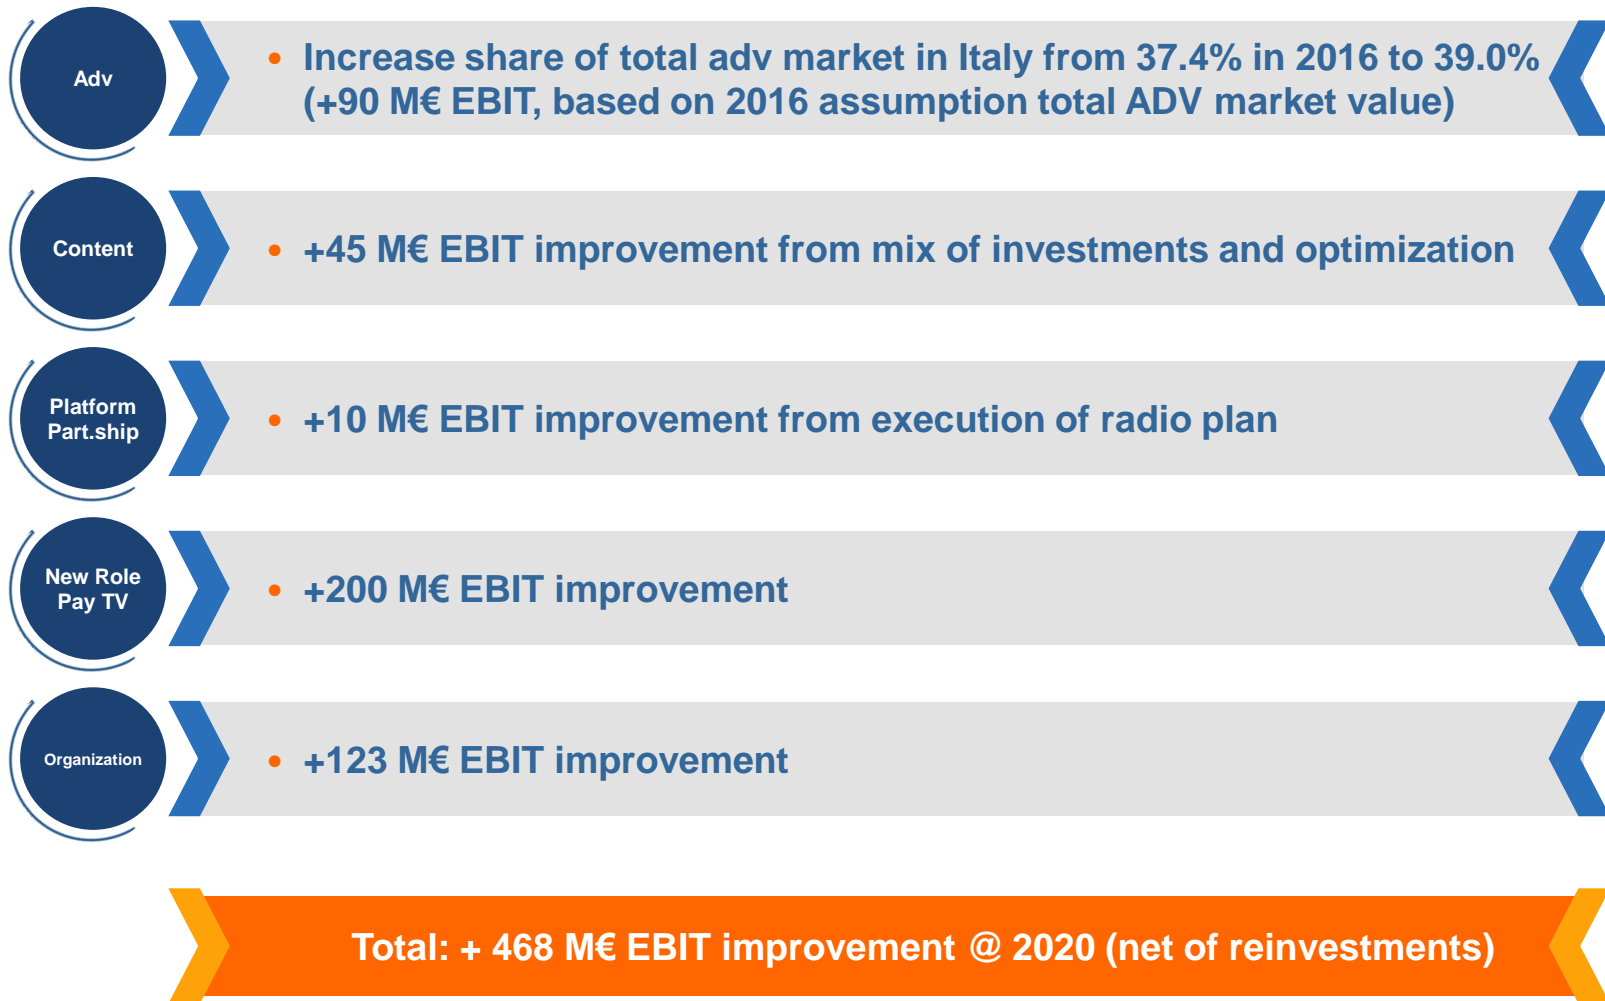 Adv
• Increase share of total adv market in Italy from 37.4% in 2016 to 39.0%
(+90 M€ EBIT, based on 2016 assumption total ADV market value)
Content
• +45 M€ EBIT improvement from mix of investments and optimization
Platform
Part.ship
• +10 M€ EBIT improvement from execution of radio plan
New Role
Pay TV
• +200 M€ EBIT improvement
Organization
• +123 M€ EBIT improvement
Total: + 468 M€ EBIT improvement @ 2020 (net of reinvestments)